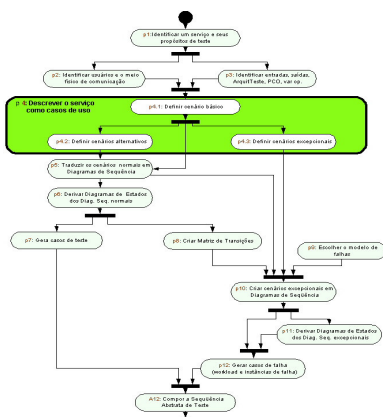 p1:Identificar um serviço e seus
propósitos de teste
p2: Identificar usuários e o meio
físico de comunicação
p3: Identificar entradas, saídas,
ArquitTeste, PCO, var op.
p 4: Descrever o serviço
como casos de uso
p4.1: Definir cenário básico
p4.2: Definir cenários alternativos
p4.3: Definir cenários excepcionais
p5: Traduzir os cenários normais em
Diagramas de Sequência
p6: Derivar Diagramas de Estados
dos Diag. Seq. normais
p7: Gera casos de teste
p8: Criar Matriz de Transições
p9: Escolher o modelo de
falhas
p10: Criar cenários excepcionais em
Diagramas de Seqüência
p11: Derivar Diagramas de Estados
dos Diag. Seq. excepcionais
p12: Gerar casos de falha
(workload e instâncias de falha)
A12: Compor a Seqüência
Abstrata de Teste